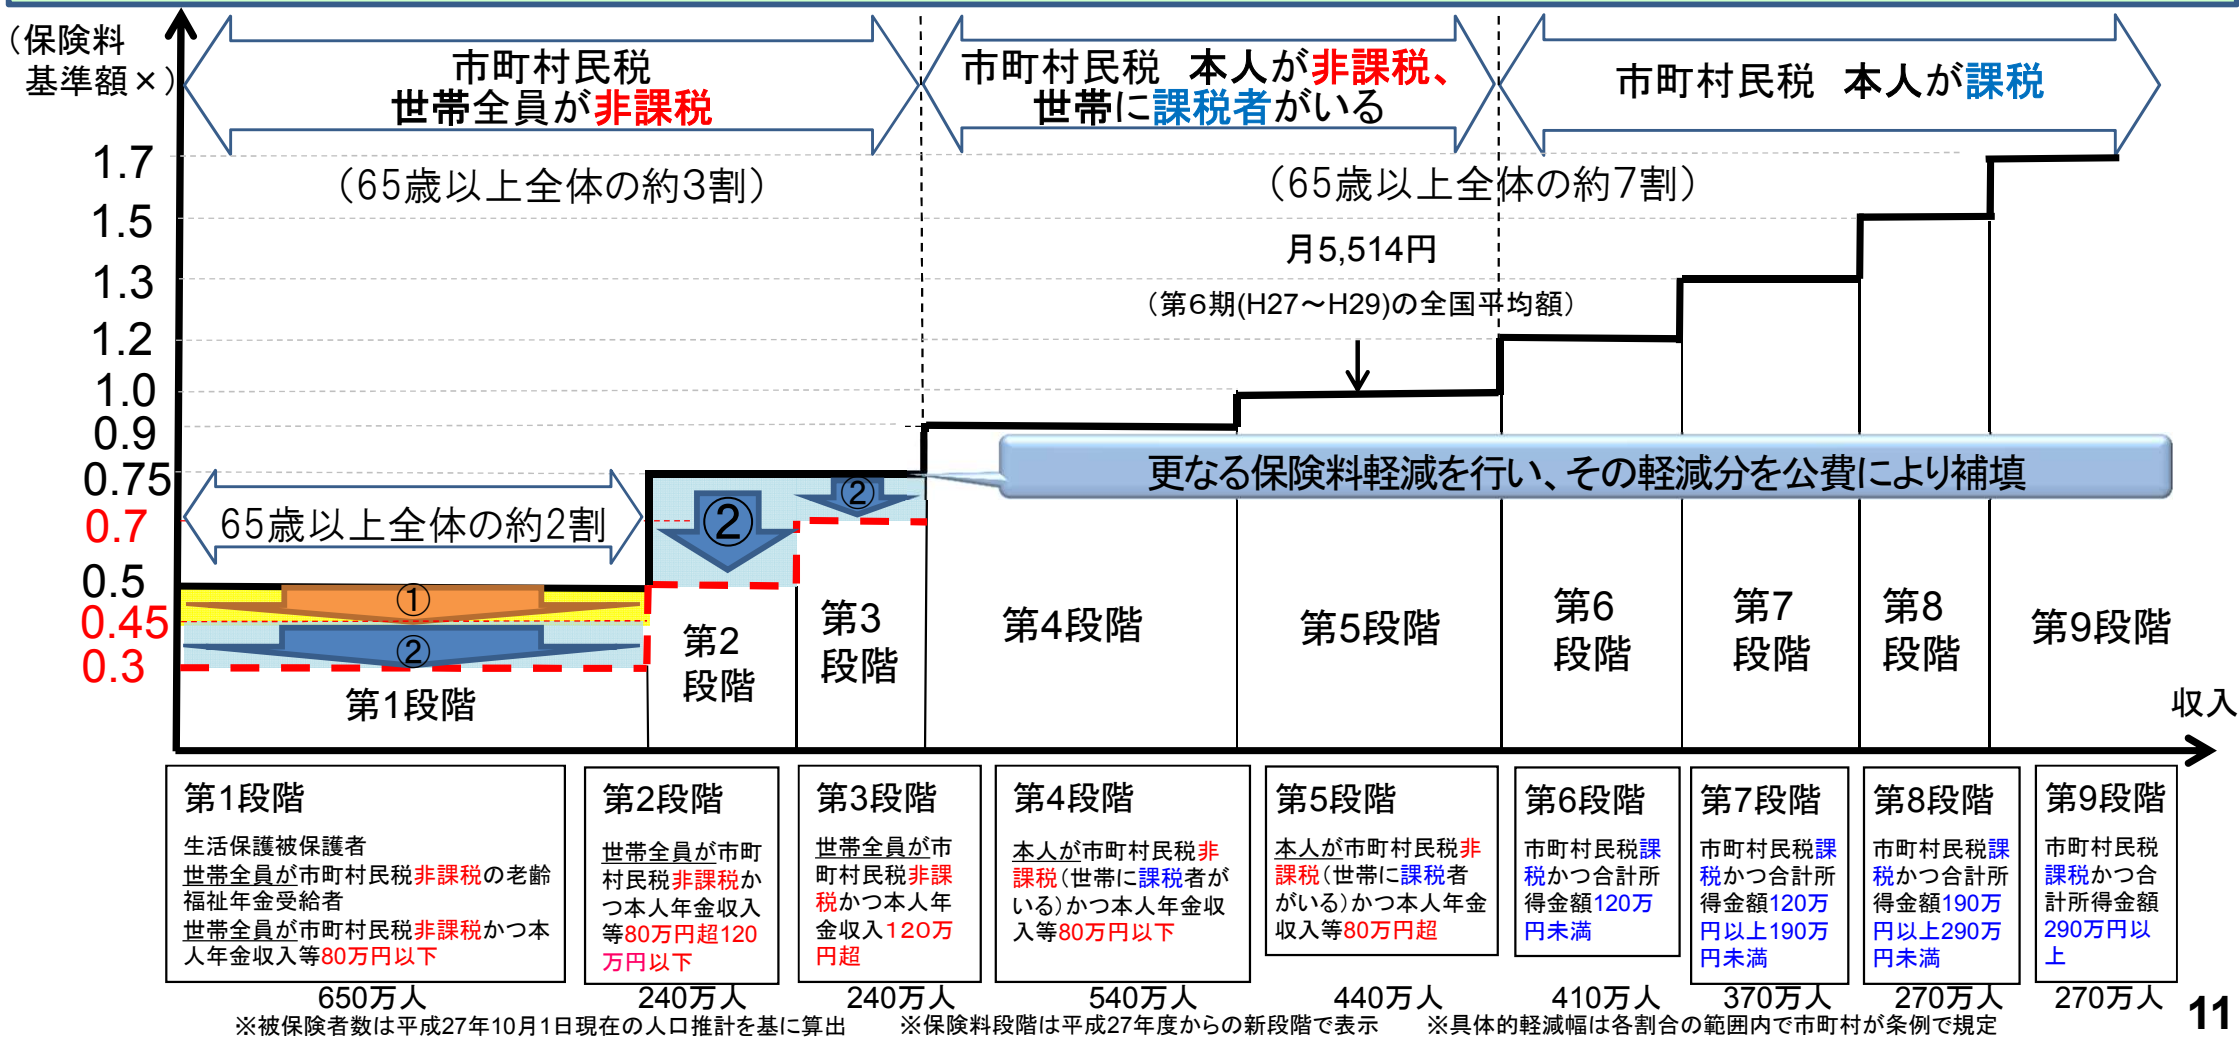 （保険料
基準額×）
市町村民税
世帯全員が非課税
市町村民税　本人が非課税、
世帯に課税者がいる
市町村民税　本人が課税
（65歳以上全体の約3割）
（65歳以上全体の約7割）
1.7
1.5
1.3
1.2
1.0
0.9
0.75
0.7
0.5
0.45
0.3
月5,514円
（第6期(H27～H29)の全国平均額）
更なる保険料軽減を行い、その軽減分を公費により補填
65歳以上全体の約2割
①
②
②
②
第1段階
第2
段階
第3
段階
第4段階
第5段階
第6
段階
第7
段階
第8
段階
第9段階
収入
第1段階
生活保護被保護者
世帯全員が市町村民税非課税の老齢
福祉年金受給者
世帯全員が市町村民税非課税かつ本
人年金収入等80万円以下
650万人
第2段階
世帯全員が市町
村民税非課税か
つ本人年金収入
等80万円超120
万円以下
240万人
第3段階
世帯全員が市
町村民税非課
税かつ本人年
金収入120万
円超
240万人
第4段階
本人が市町村民税非
課税（世帯に課税者が
いる）かつ本人年金収
入等80万円以下
540万人
第5段階
本人が市町村民税非
課税（世帯に課税者
がいる）かつ本人年金
収入等80万円超
440万人
第6段階
市町村民税課
税かつ合計所
得金額120万
円未満
410万人
第7段階
市町村民税課
税かつ合計所
得金額120万
円以上190万
円未満
370万人
第8段階
市町村民税課
税かつ合計所
得金額190万
円以上290万
円未満
270万人
第9段階
市町村民税
課税かつ合
計所得金額
290万円以
上
270万人
※被保険者数は平成27年10月1日現在の人口推計を基に算出
※保険料段階は平成27年度からの新段階で表示
※具体的軽減幅は各割合の範囲内で市町村が条例で規定
11